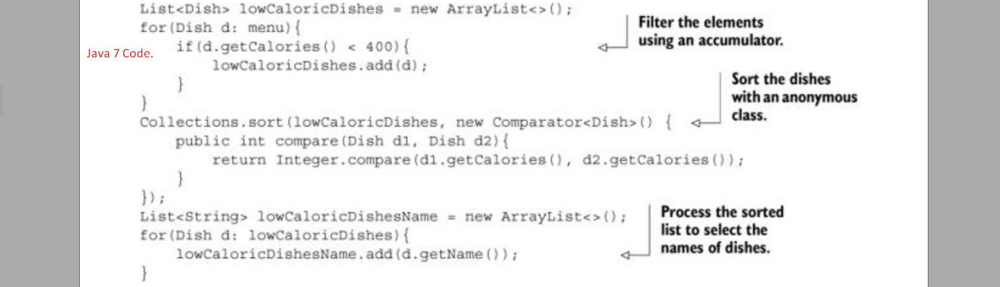 List<Dish> lowCaloricDishes = new ArrayList<>();
for(Dish d: menu){
Filter the elements
using an accumulator.
Java 7 Code.
if(d.getCalories() < 400){
lowCaloricDishes.add(d);
}
}
Sort the dishes
with an anonymous
class.
Collections.sort(lowCaloricDishes, new Comparator<Dish>() {
public int compare(Dish d1, Dish d2){
return Integer.compare(d1.getCalories(), d2.getCalories());
}
});
List<String> lowCaloricDishesName = new ArrayList<>();
for(Dish d: lowCaloricDishes){
lowCaloricDishesName.add(d.getName());
}
Process the sorted
list to select the
names of dishes.